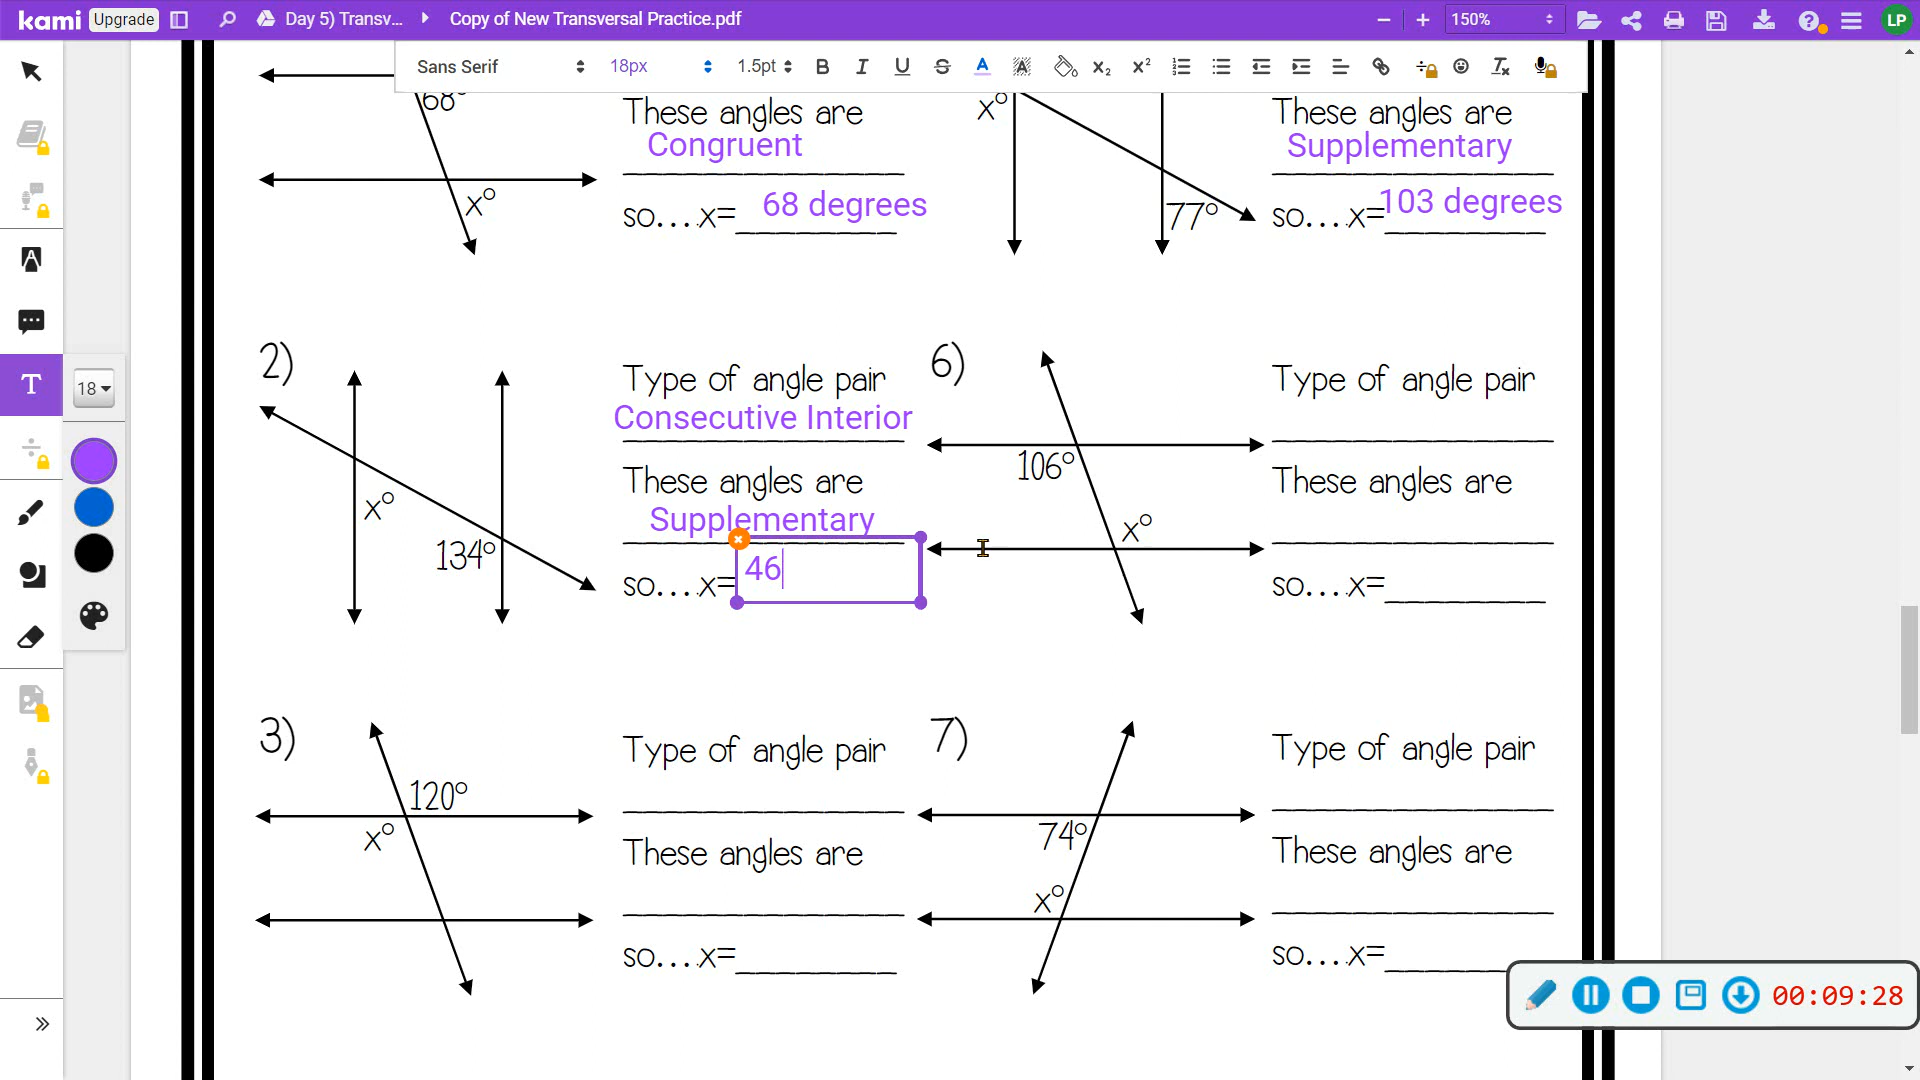 kami Upgrade Day 5) Transv... Copy of New Transversal Practice.pdf 150% LP
Sans Serif 18px 1.5pt B I U S A A X₂ X²
18
68°
These angles are
Congruent
x°
so....x= 68 degrees
x°
These angles are
Supplementary
77°
so....x= 103 degrees
2)
Type of angle pair
Consecutive Interior
x°
134°
These angles are
Supplementary
so....x= 46
6)
Type of angle pair
106°
x°
These angles are
so....x=
3)
120°
x°
Type of angle pair
These angles are
so....x=
7)
74°
x°
Type of angle pair
These angles are
so....x=
00:09:28